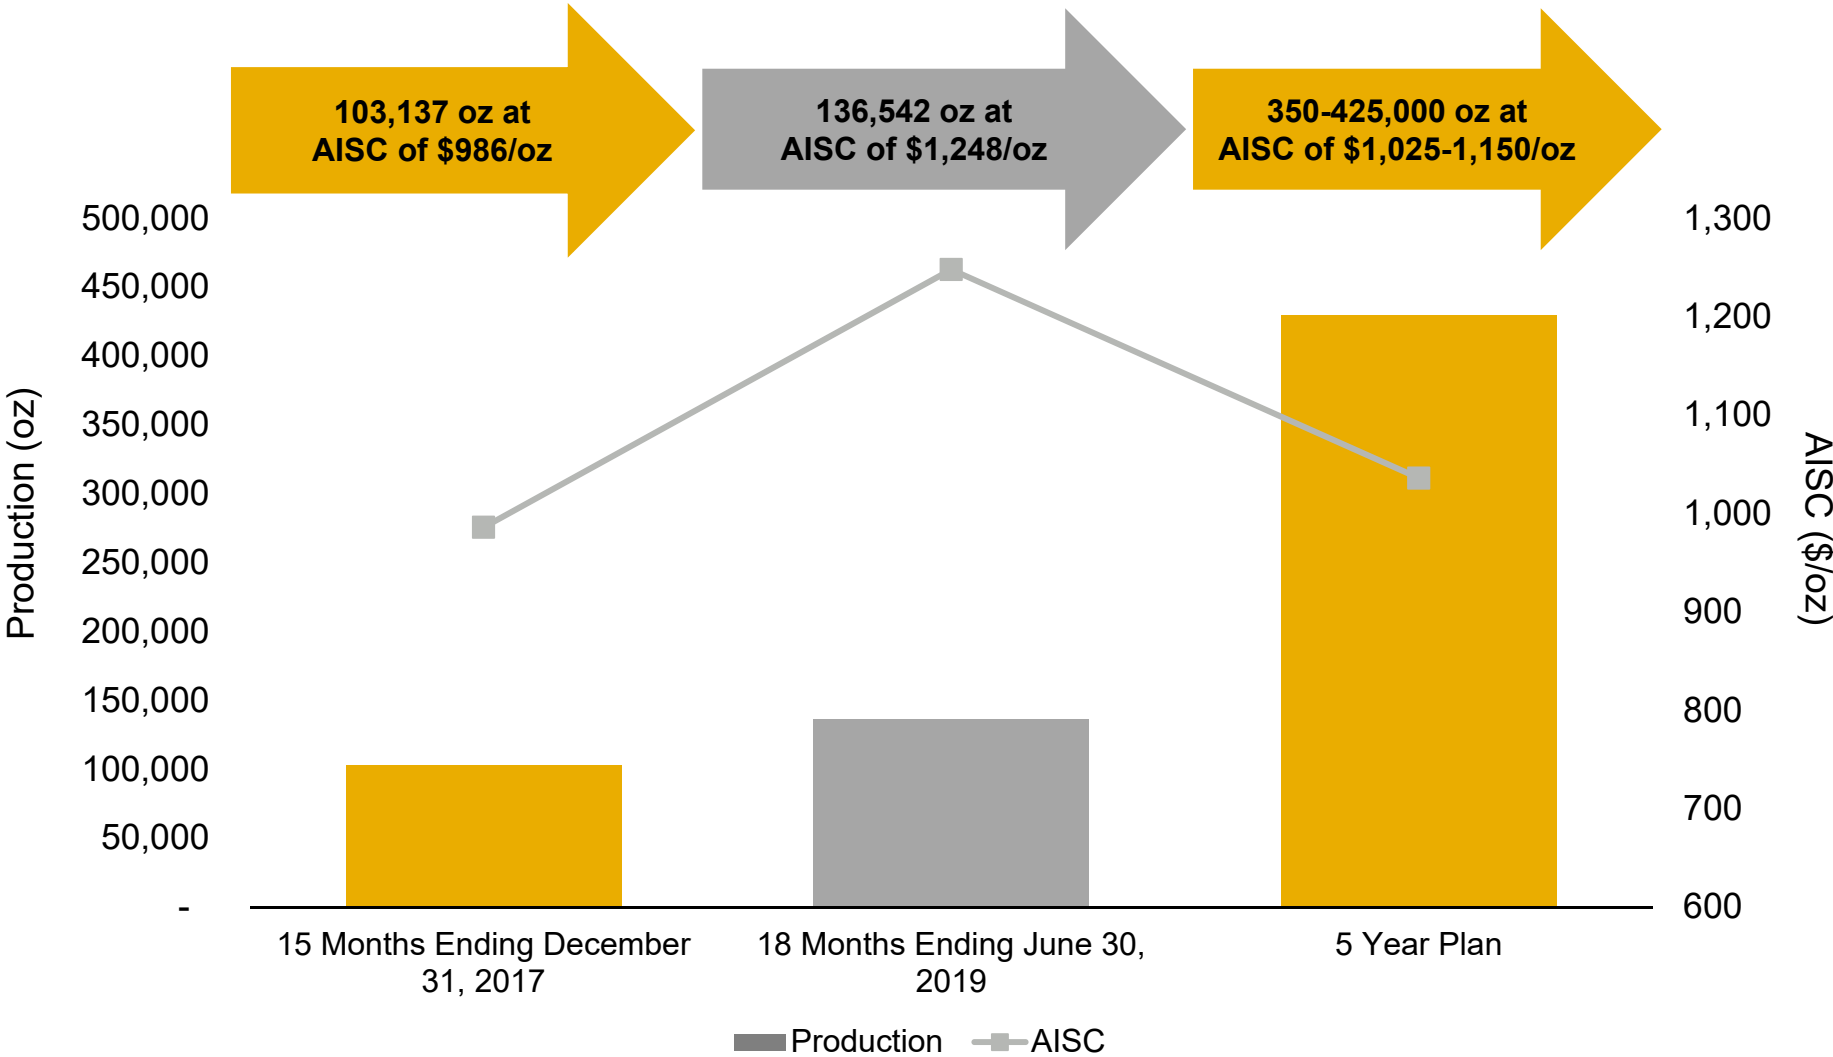 103,137 oz at
AISC of $986/oz
136,542 oz at
AISC of $1,248/oz
350-425,000 oz at
AISC of $1,025-1,150/oz
Production (oz)
500,000
450,000
400,000
350,000
300,000
250,000
200,000
150,000
100,000
50,000
-
1,300
1,200
1,100
1,000
900
800
700
600
AISC ($/oz)
15 Months Ending December
31, 2017
18 Months Ending June 30,
2019
5 Year Plan
Production
AISC